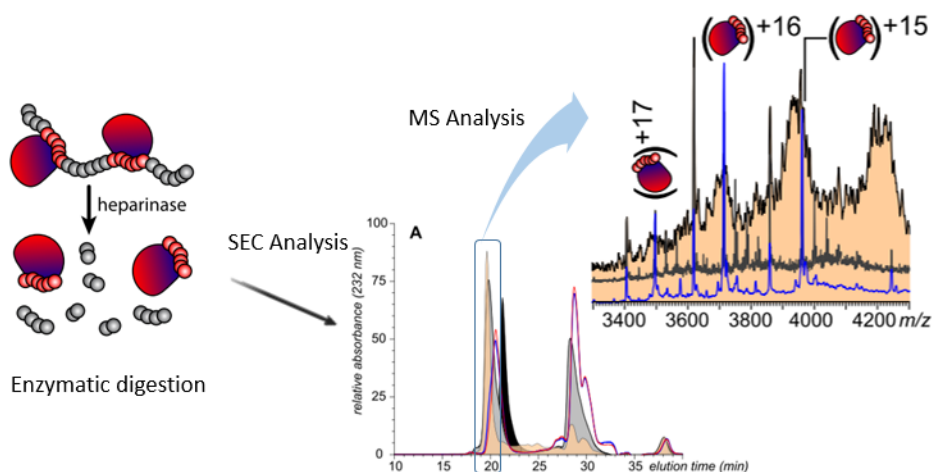 heparinase
Enzymatic digestion
SEC Analysis
MS Analysis
A
relative absorbance (232 nm)
100
75
50
25
0
10 15 20 25 30 35 elution time (min)
+17
+16
+15
3400 3600 3800 4000 4200 m/z